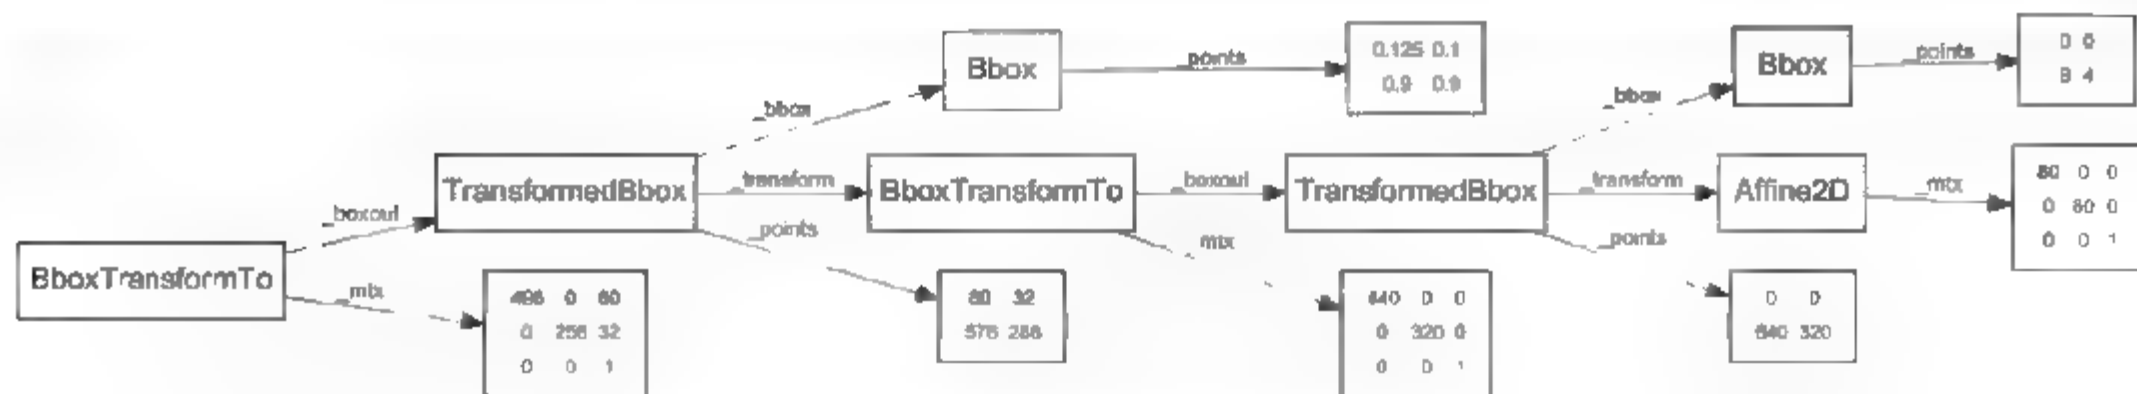 Bbox
_points
0.125 0.1
0.9 0.9
Bbox
_points
0 0
8 4
_bbox
_bbox
TransformedBbox
_transform
BboxTransformTo
_boxout
TransformedBbox
_transform
Affine2D
_mtx
80 0 0
0 80 0
0 0 1
_boxout
_points
_mtx
_points
BboxTransformTo
_mtx
496 0 80
0 256 32
0 0 1
80 32
576 288
640 0 0
0 320 0
0 0 1
0 0
640 320